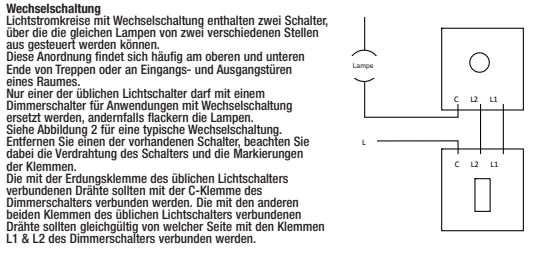 Wechselschaltung
Lichtstromkreise mit Wechselschaltung enthalten zwei Schalter,
über die die gleichen Lampen von zwei verschiedenen Stellen
aus gesteuert werden können.
Diese Anordnung findet sich häufig am oberen und unteren
Ende von Treppen oder an Eingangs- und Ausgangstüren
eines Raumes.
Nur einer der üblichen Lichtschalter darf mit einem
Dimmerschalter für Anwendungen mit Wechselschaltung
ersetzt werden, andernfalls flackern die Lampen.
Siehe Abbildung 2 für eine typische Wechselschaltung.
Entfernen Sie einen der vorhandenen Schalter, beachten Sie
dabei die Verdrahtung des Schalters und die Markierungen
der Klemmen.
Die mit der Erdungsklemme des üblichen Lichtschalters
verbundenen Drähte sollten mit der C-Klemme des
Dimmerschalters verbunden werden. Die mit den anderen
beiden Klemmen des üblichen Lichtschalters verbundenen
Drähte sollten gleichgültig von welcher Seite mit den Klemmen
L1 & L2 des Dimmerschalters verbunden werden.
Lampe
C L2 L1
L
C L2 L1